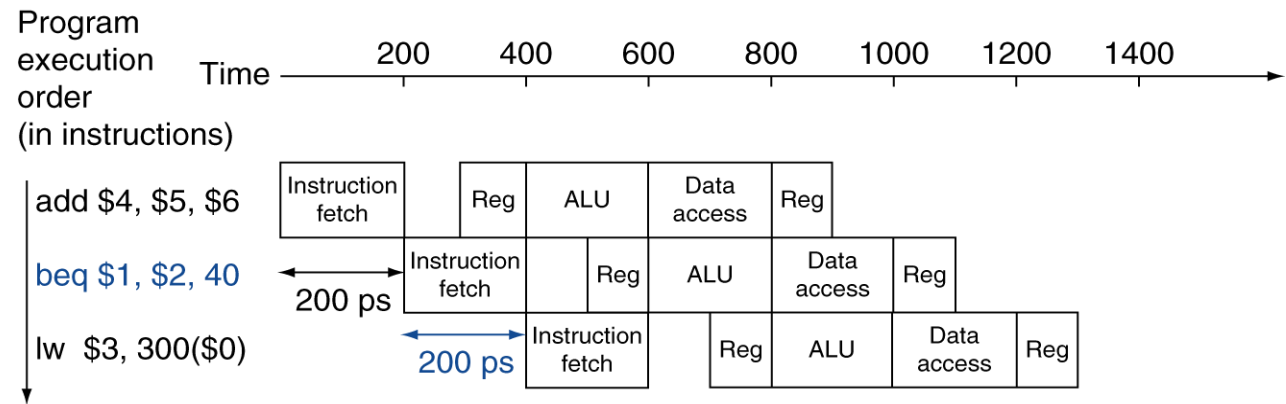 Program
execution
order
(in instructions)
Time
200 400 600 800 1000 1200 1400
add $4, $5, $6
Instruction
fetch
Reg
ALU
Data
access
Reg
beq $1, $2, 40
200 ps
Instruction
fetch
Reg
ALU
Data
access
Reg
lw $3, 300($0)
200 ps
Instruction
fetch
Reg
ALU
Data
access
Reg